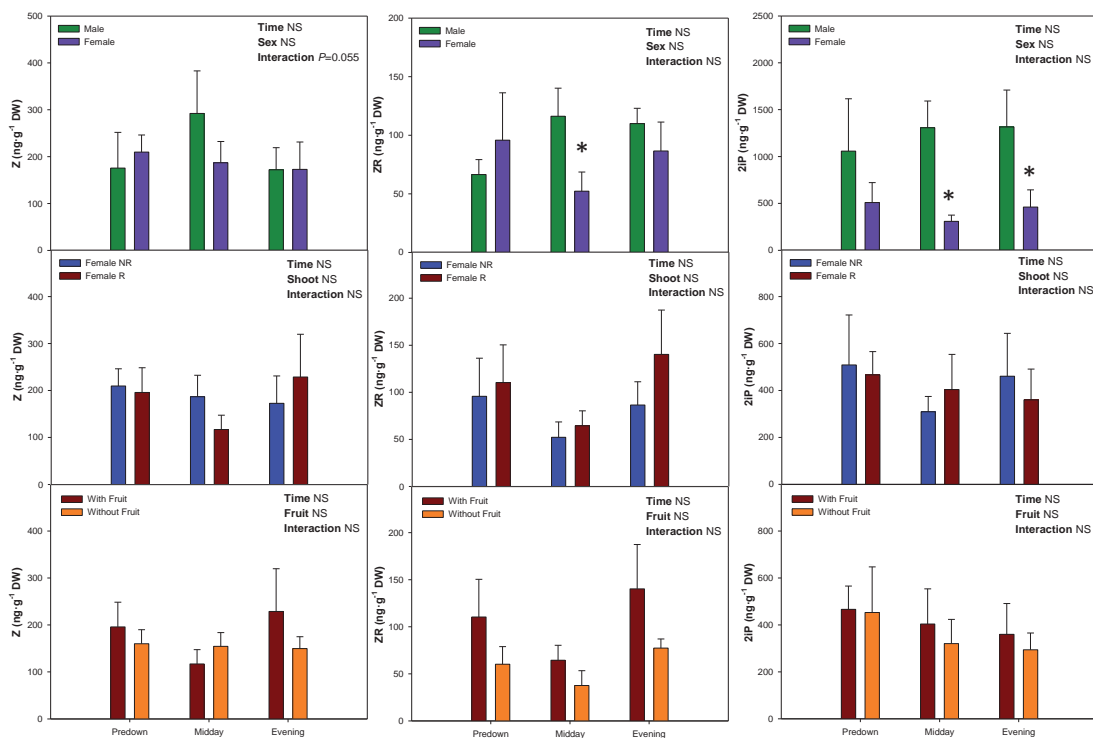 500
400
300
200
100
0
Z (ng·g-1 DW)
Male
Female
Time NS
Sex NS
Interaction P=0.055
200
150
100
50
0
ZR (ng·g-1 DW)
Male
Female
Time NS
Sex NS
Interaction NS
*
2500
2000
1500
1000
500
0
2iP (ng·g-1 DW)
Male
Female
Time NS
Sex NS
Interaction NS
*
*
400
300
200
100
0
Z (ng·g-1 DW)
Female NR
Female R
Time NS
Shoot NS
Interaction NS
200
150
100
50
0
ZR (ng·g-1 DW)
Female NR
Female R
Time NS
Shoot NS
Interaction NS
800
600
400
200
0
2iP (ng·g-1 DW)
Female NR
Female R
Time NS
Shoot NS
Interaction NS
400
300
200
100
0
Z (ng·g-1 DW)
With Fruit
Without Fruit
Time NS
Fruit NS
Interaction NS
Predown Midday Evening
200
150
100
50
0
ZR (ng·g-1 DW)
With Fruit
Without Fruit
Time NS
Fruit NS
Interaction NS
Predown Midday Evening
800
600
400
200
0
2iP (ng·g-1 DW)
With Fruit
Without Fruit
Time NS
Fruit NS
Interaction NS
Predown Midday Evening